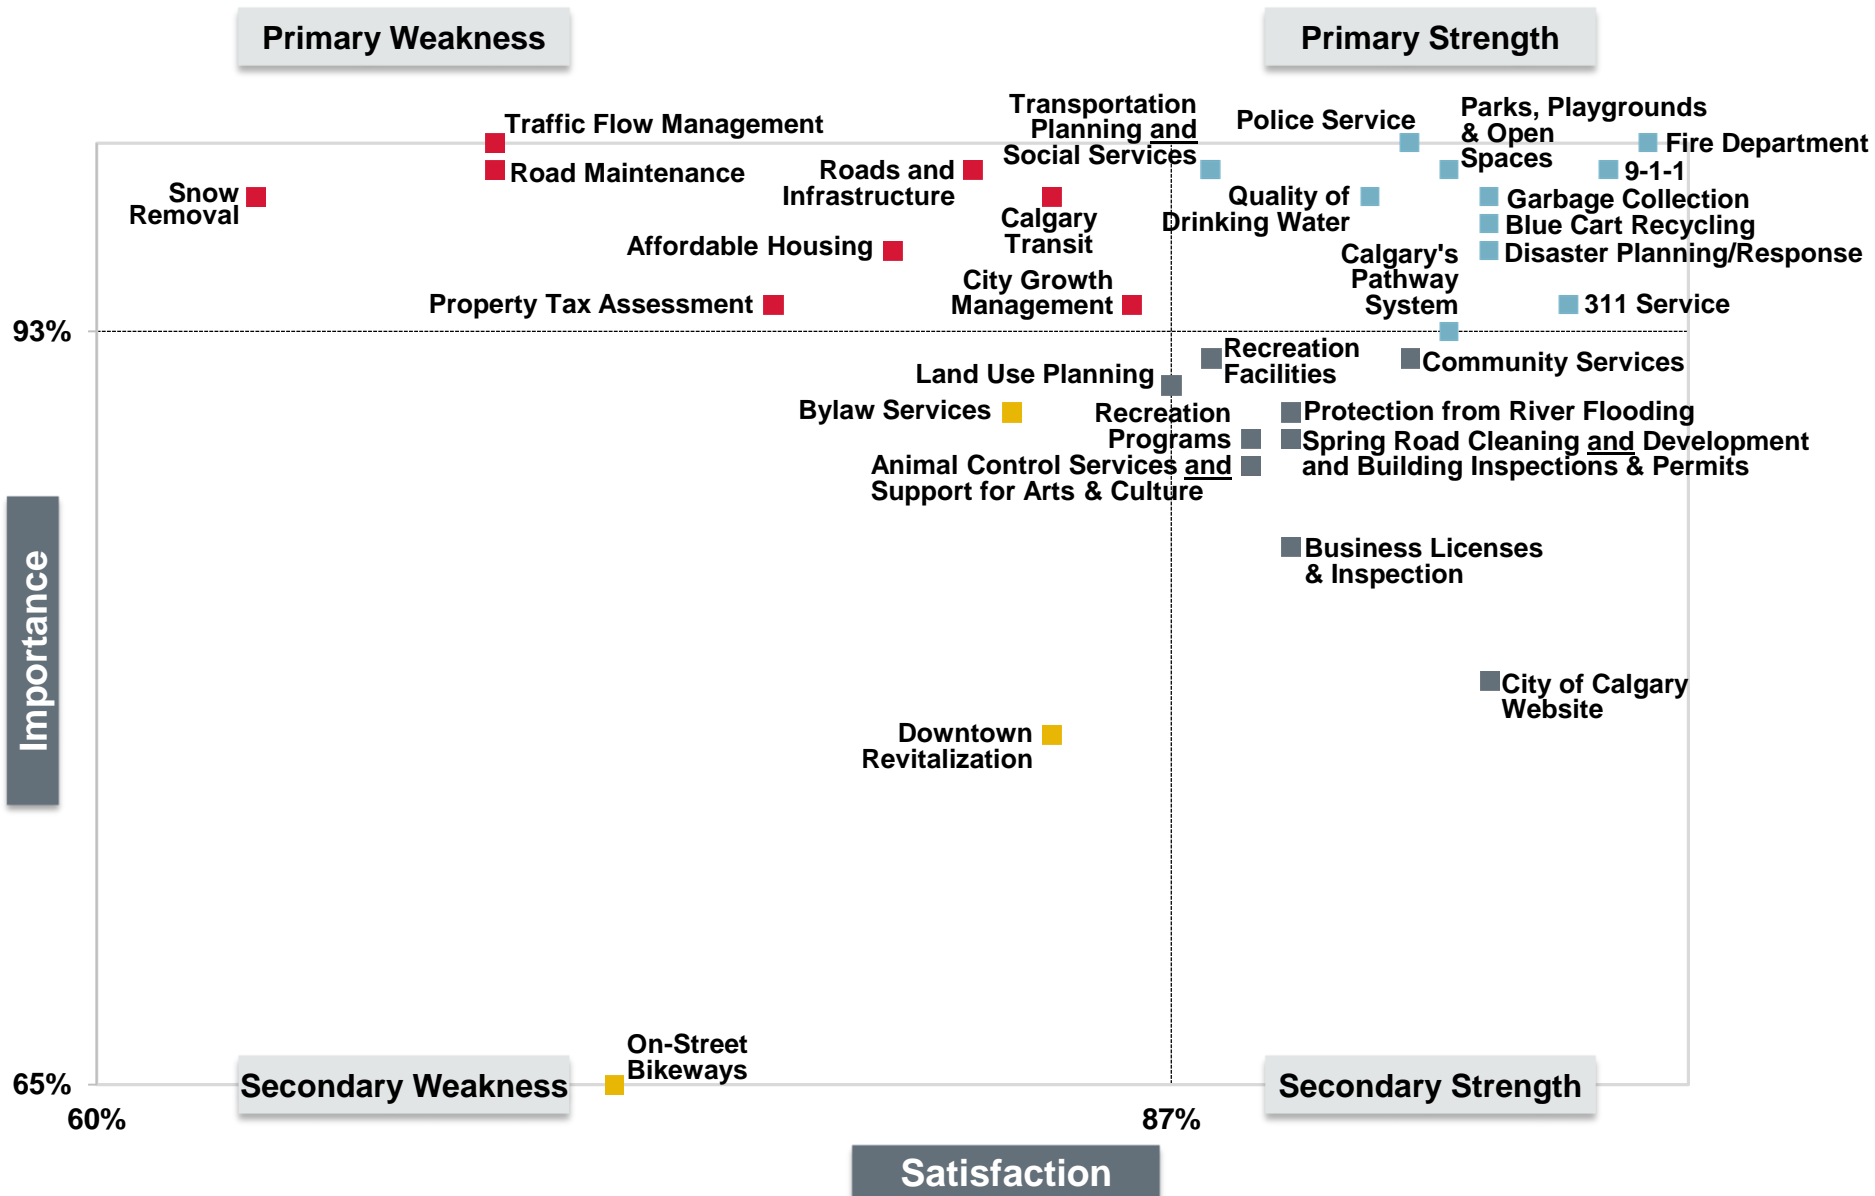 Primary Weakness
Primary Strength
Traffic Flow Management
Road Maintenance
Snow
Removal
Roads and
Infrastructure
Transportation
Planning and
Social Services
Police Service
Parks, Playgrounds
& Open
Spaces
Fire Department
9-1-1
Calgary
Transit
Quality of
Drinking Water
Garbage Collection
Blue Cart Recycling
Disaster Planning/Response
Affordable Housing
Calgary's
Pathway
System
City Growth
Management
Property Tax Assessment
311 Service
93%
Recreation
Facilities
Community Services
Land Use Planning
Bylaw Services
Recreation
Programs
Protection from River Flooding
Spring Road Cleaning and Development
and Building Inspections & Permits
Animal Control Services and
Support for Arts & Culture
Business Licenses
& Inspection
Importance
City of Calgary
Website
Downtown
Revitalization
On-Street
Bikeways
65%
Secondary Weakness
Secondary Strength
60%
87%
Satisfaction